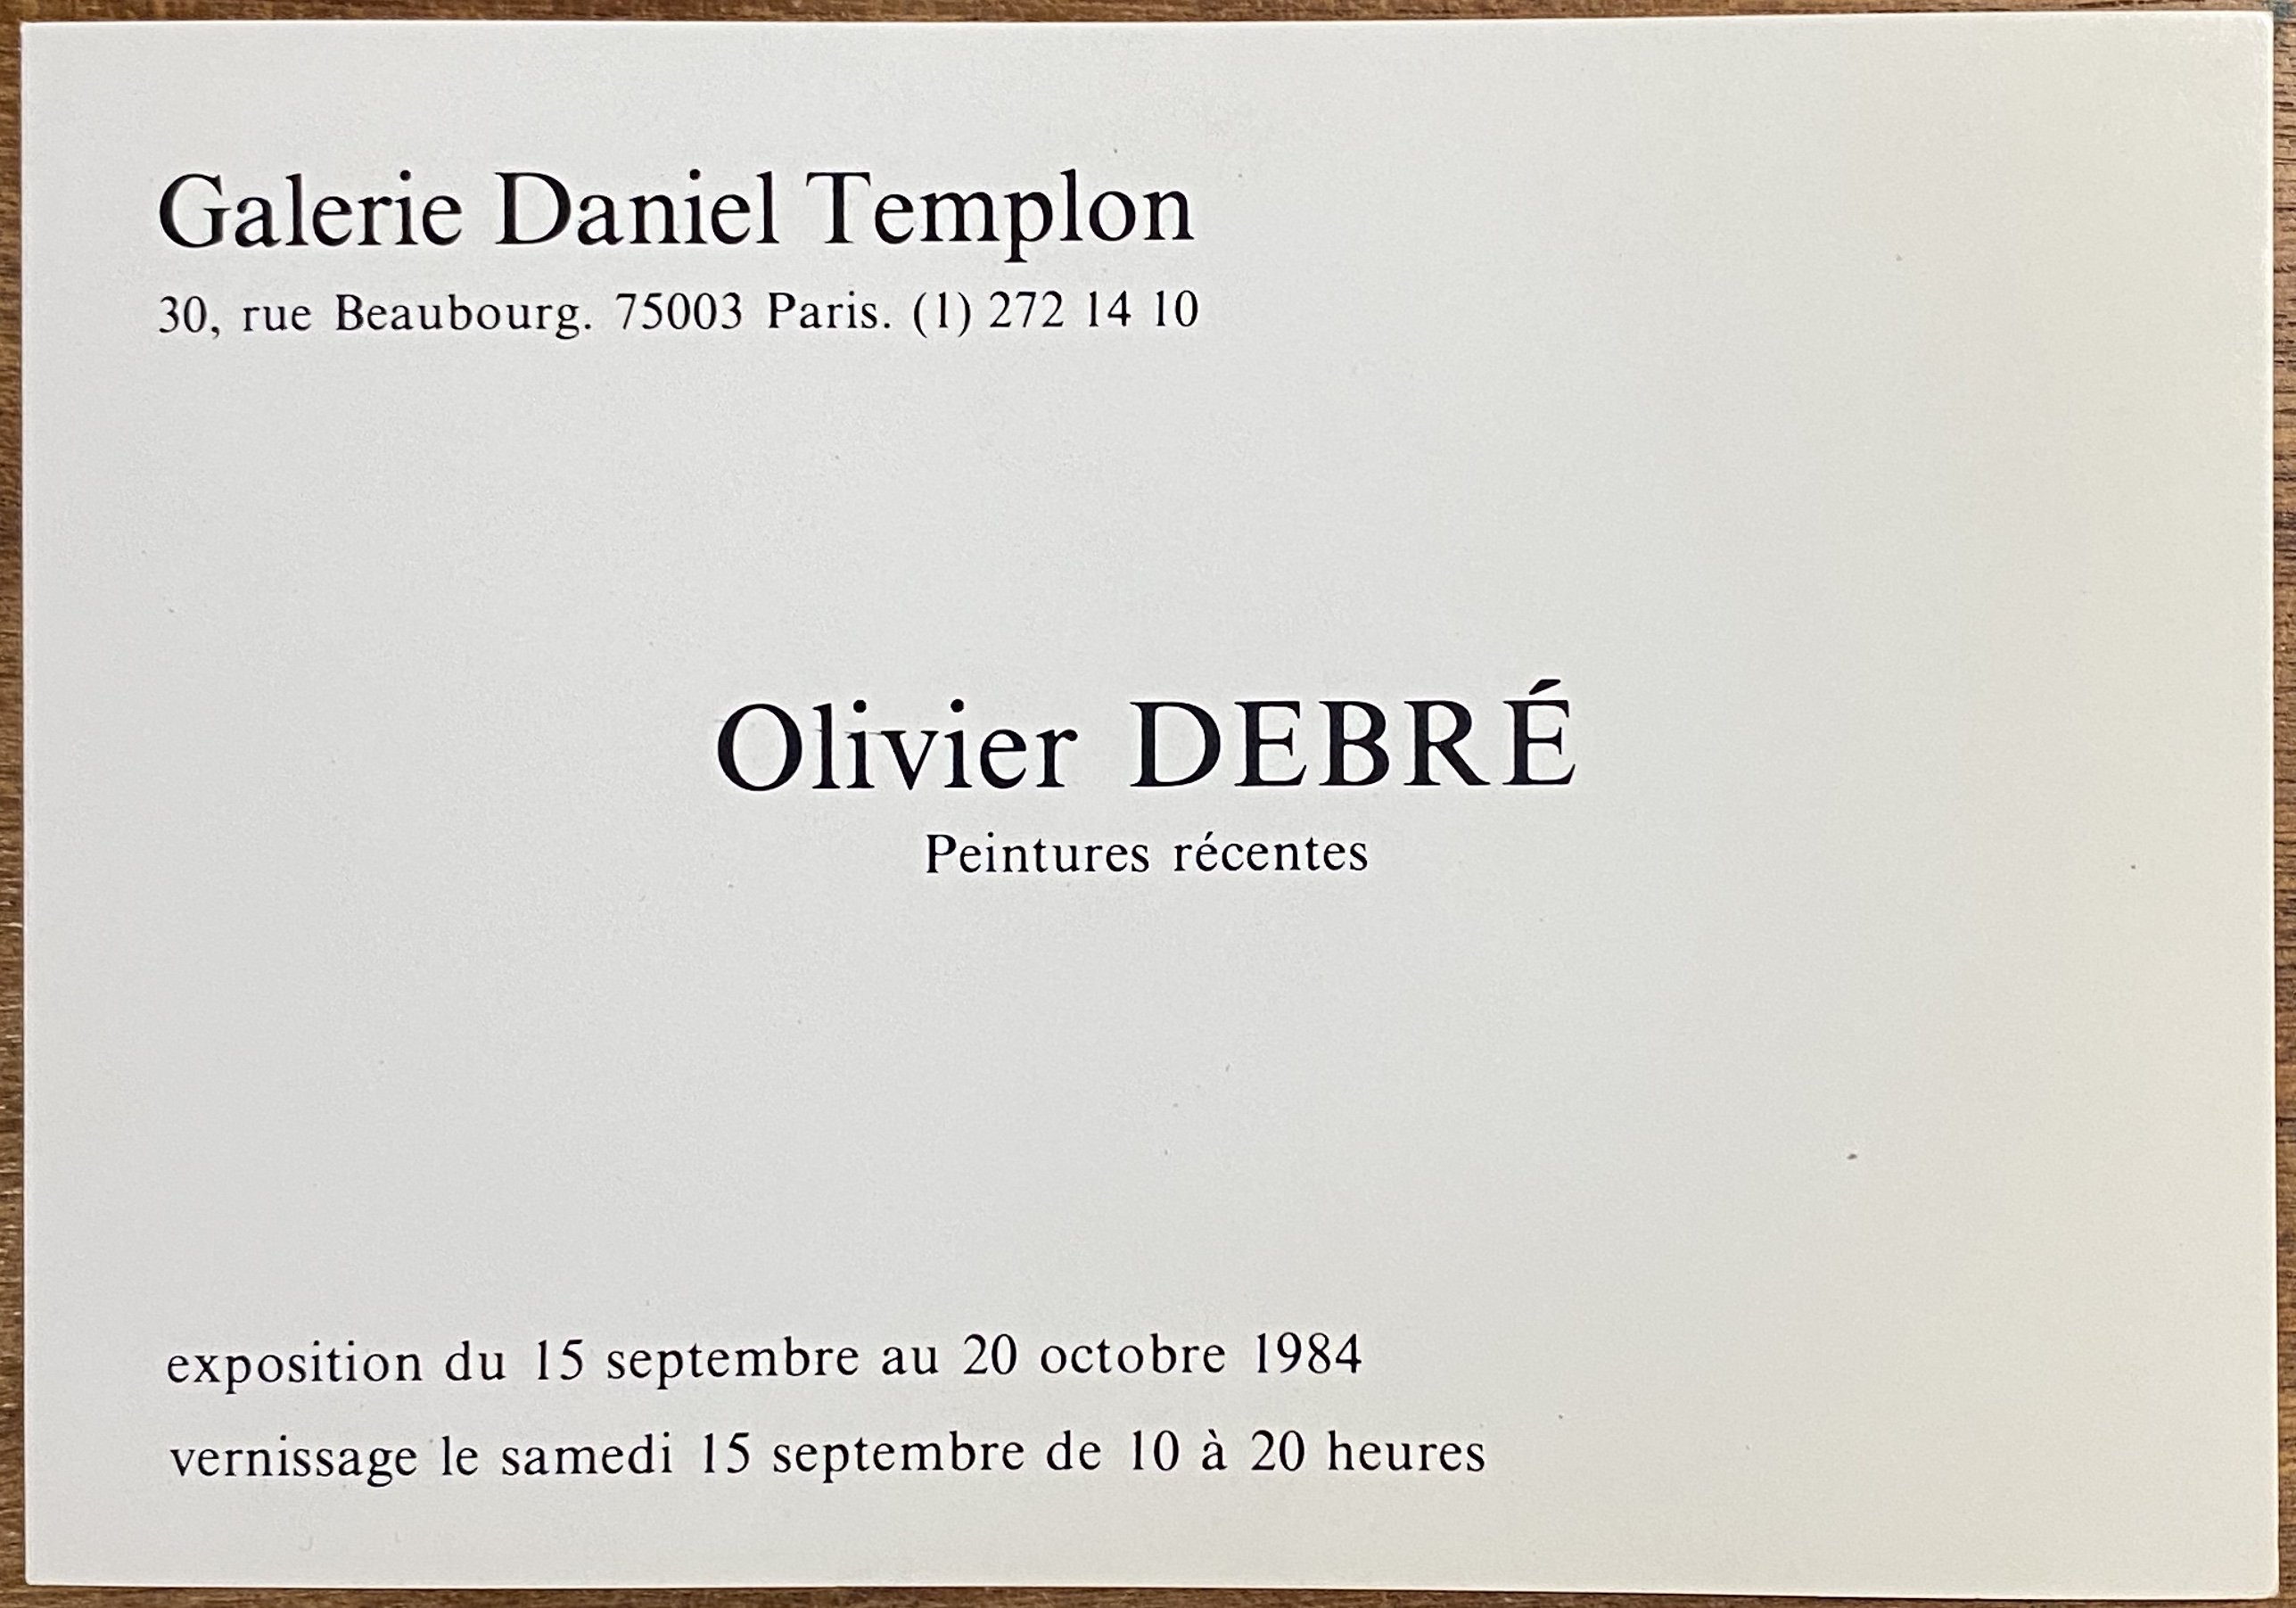 Galerie Daniel Templon
30, rue Beaubourg. 75003 Paris. (1) 272 14 10
Olivier DEBRÉ
Peintures récentes
exposition du 15 septembre au 20 octobre 1984
vernissage le samedi 15 septembre de 10 à 20 heures